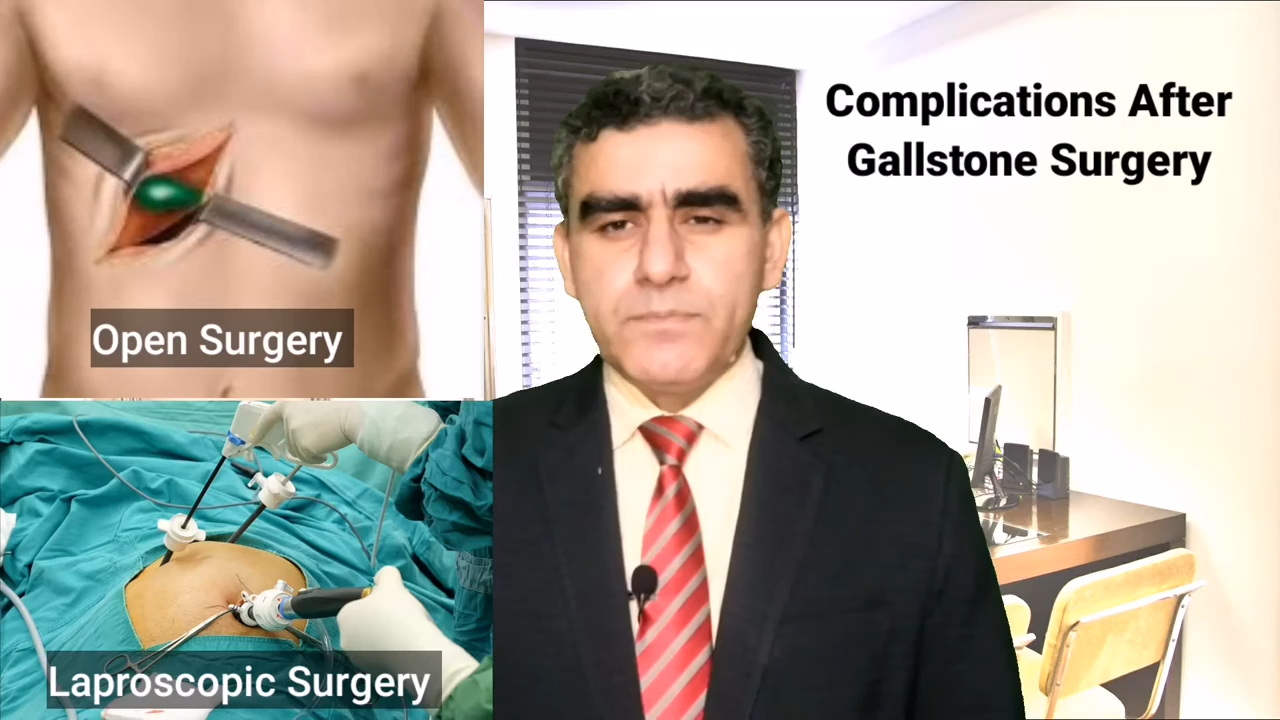 Complications After
Gallstone Surgery
Open Surgery
Laproscopic Surgery